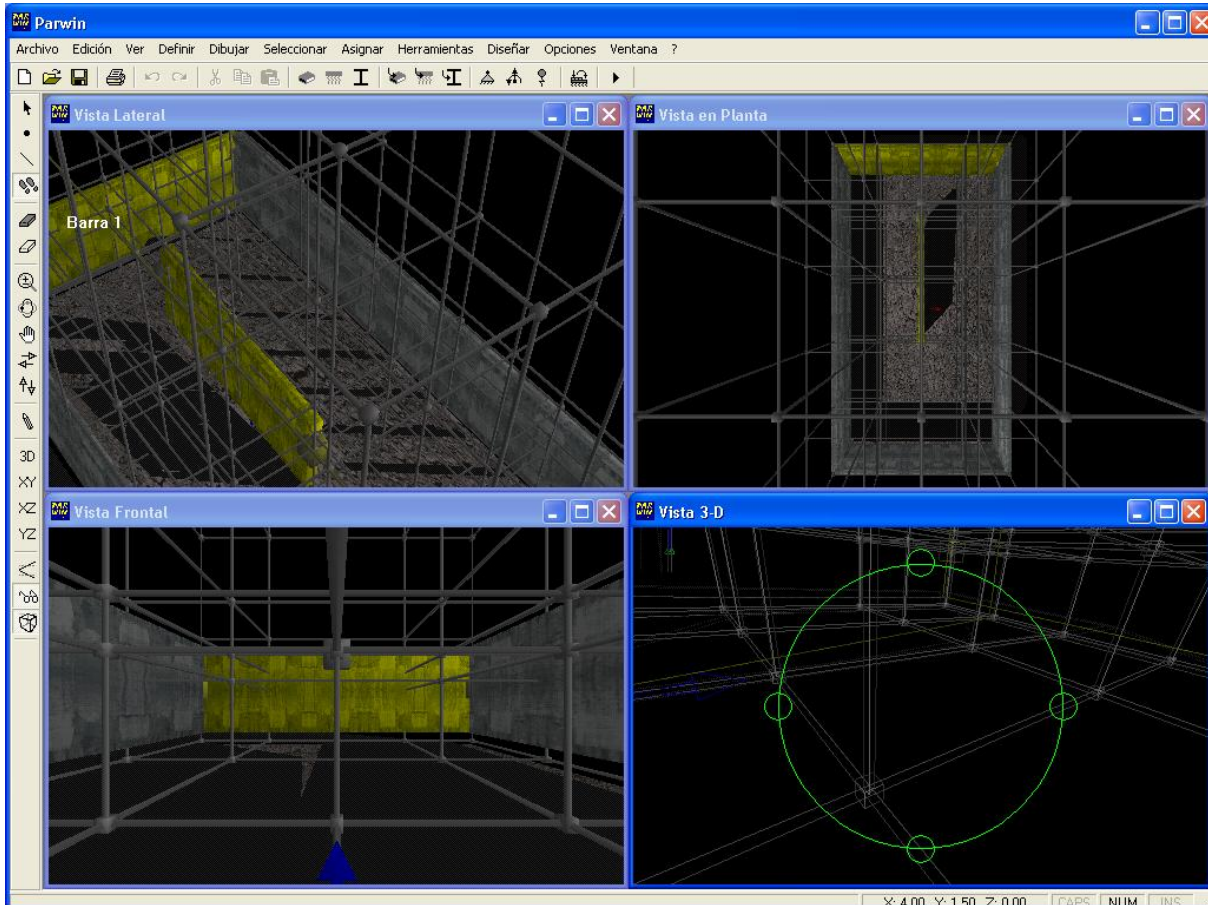 Parwin
Archivo Edición Ver Definir Dibujar Seleccionar Asignar Herramientas Diseñar Opciones Ventana ?
Vista Lateral
Barra 1
Vista en Planta
3D
XY
XZ
YZ
Vista Frontal
Vista 3-D
X: 4.00 Y: 1.50 Z: 0.00 CAPS NUM INS